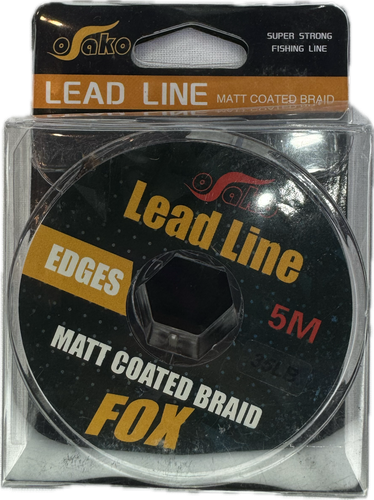 Osako
SUPER STRONG
FISHING LINE
LEAD LINE MATT COATED BRAID
Osako
Lead Line
EDGES
5M
35LB
MATT COATED BRAID
FOX